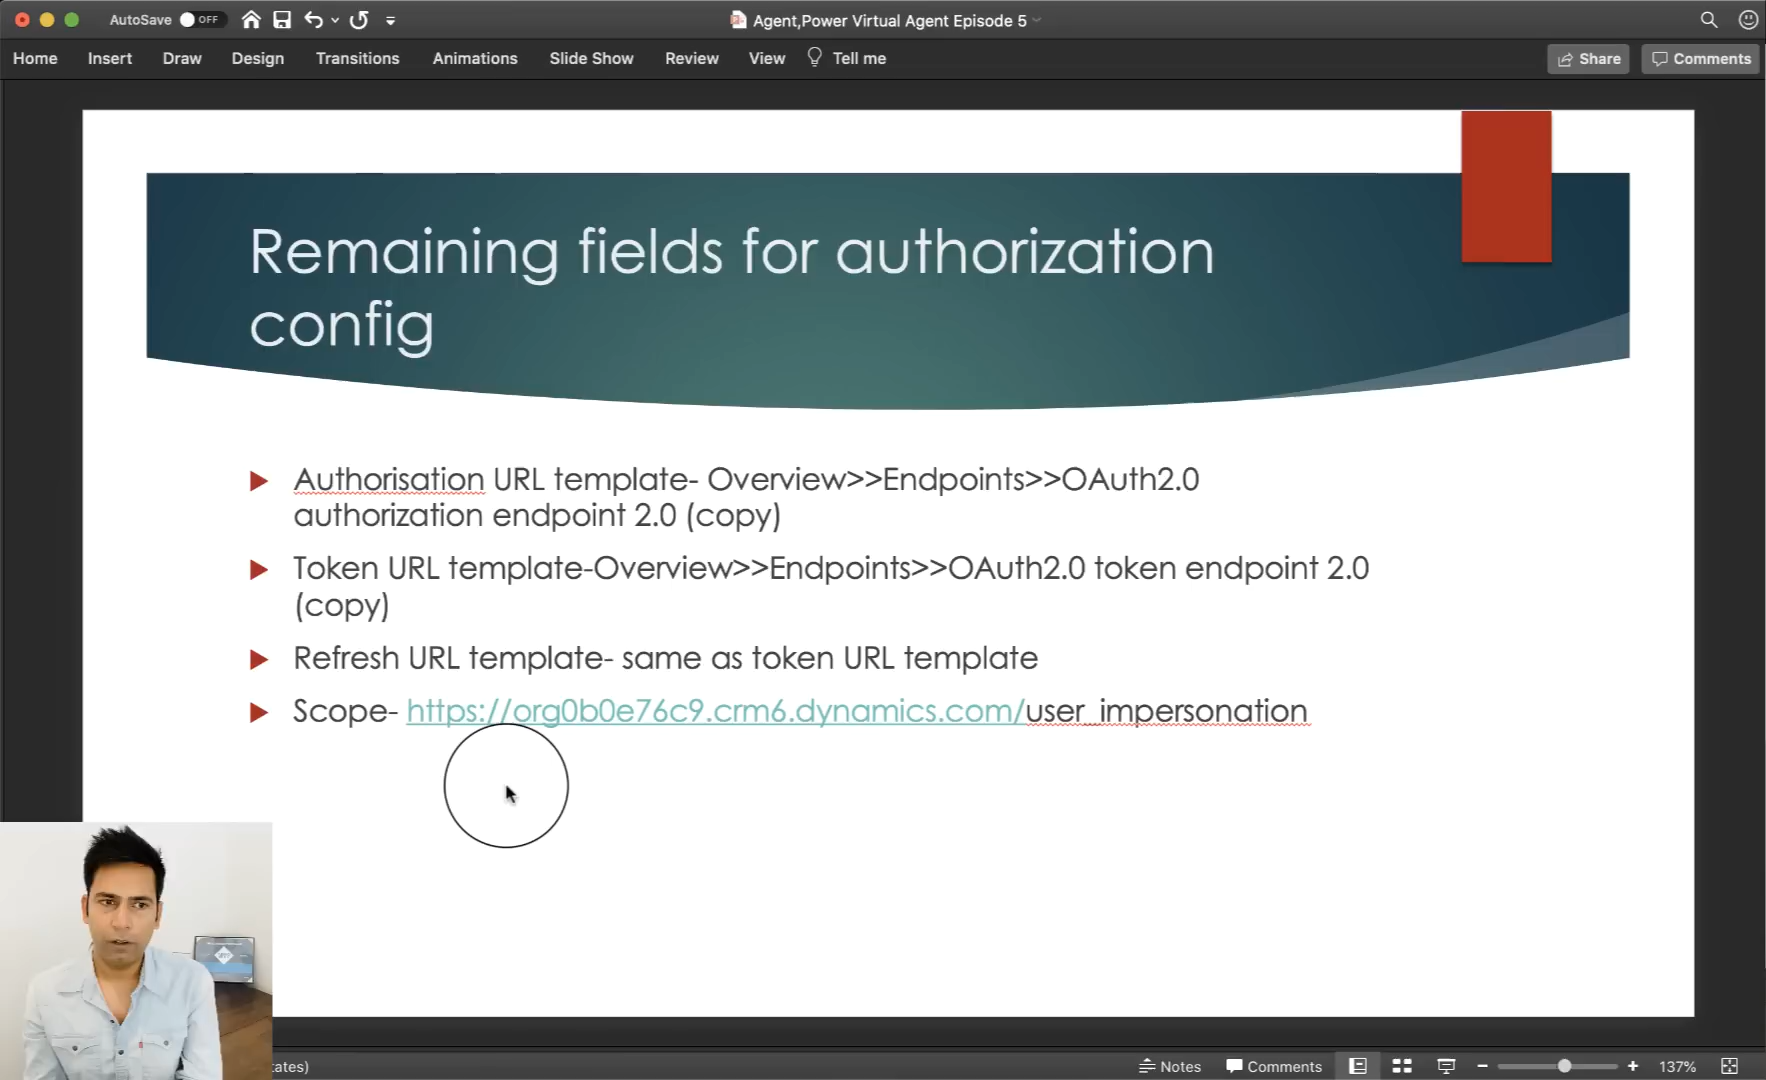 AutoSave OFF
Agent,Power Virtual Agent Episode 5
Home Insert Draw Design Transitions Animations Slide Show Review View Tell me Share Comments
Remaining fields for authorization
config
Authorisation URL template- Overview>>Endpoints>>OAuth2.0
authorization endpoint 2.0 (copy)
Token URL template-Overview>>Endpoints>>OAuth2.0 token endpoint 2.0
(copy)
Refresh URL template- same as token URL template
Scope- https://org0b0e76c9.crm6.dynamics.com/user_impersonation
Notes Comments 137%